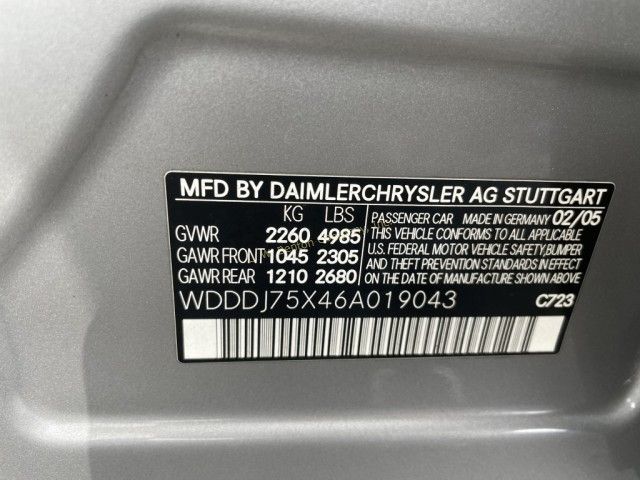 MFD BY DAIMLERCHRYSLER AG STUTTGART
KG LBS
GVWR 2260 4985
GAWR FRONT 1045 2305
GAWR REAR 1210 2680
PASSENGER CAR MADE IN GERMANY 02/05
THIS VEHICLE CONFORMS TO ALL APPLICABLE
U.S. FEDERAL MOTOR VEHICLE SAFETY, BUMPER
AND THEFT PREVENTION STANDARDS IN EFFECT
ON THE DATE OF MANUFACTURE SHOWN ABOVE.
WDDDJ75X46A019043
C723